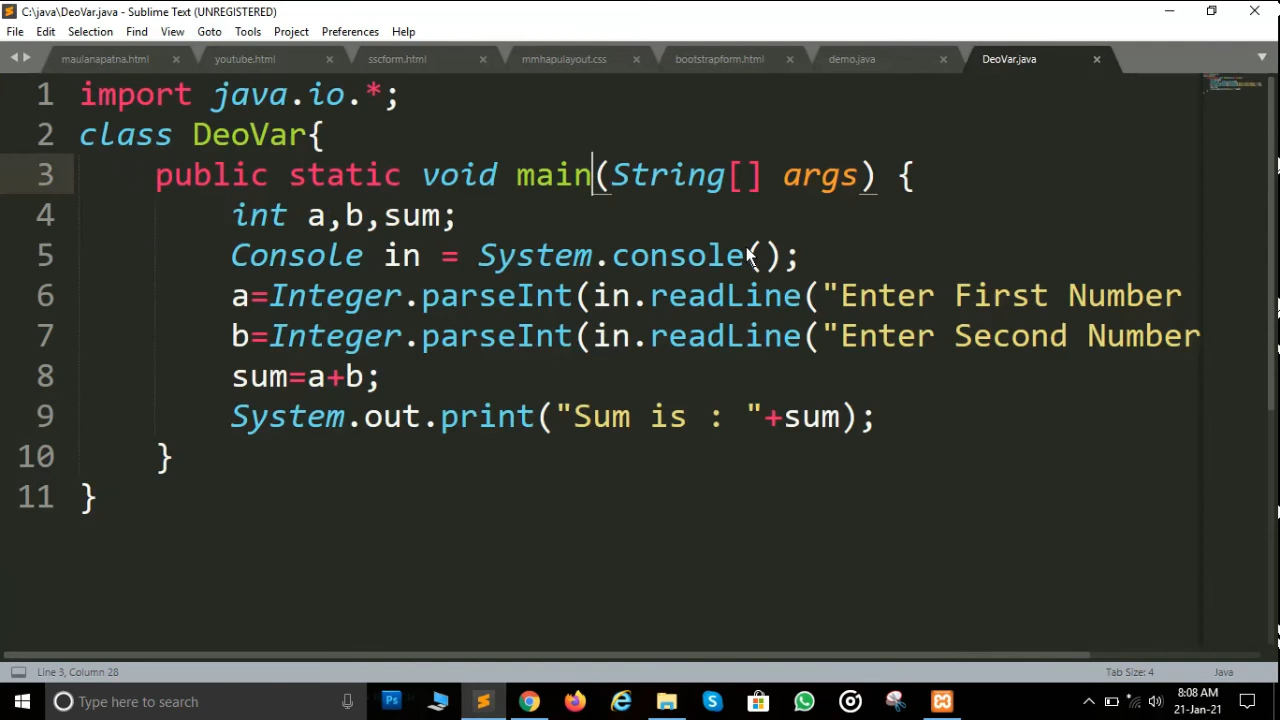 C:\java\DeoVar.java - Sublime Text (UNREGISTERED)
File Edit Selection Find View Goto Tools Project Preferences Help
maulanapatna.html youtube.html sscform.html mmhapulayout.css bootstrapform.html demo.java DeoVar.java
1 import java.io.*;
2 class DeoVar{
3 public static void main(String[] args) {
4 int a,b,sum;
5 Console in = System.console();
6 a=Integer.parseInt(in.readLine("Enter First Number
7 b=Integer.parseInt(in.readLine("Enter Second Number
8 sum=a+b;
9 System.out.print("Sum is : "+sum);
10 }
11 }
Line 3, Column 28 Tab Size: 4 Java
Type here to search
Ps
8:08 AM
21-Jan-21